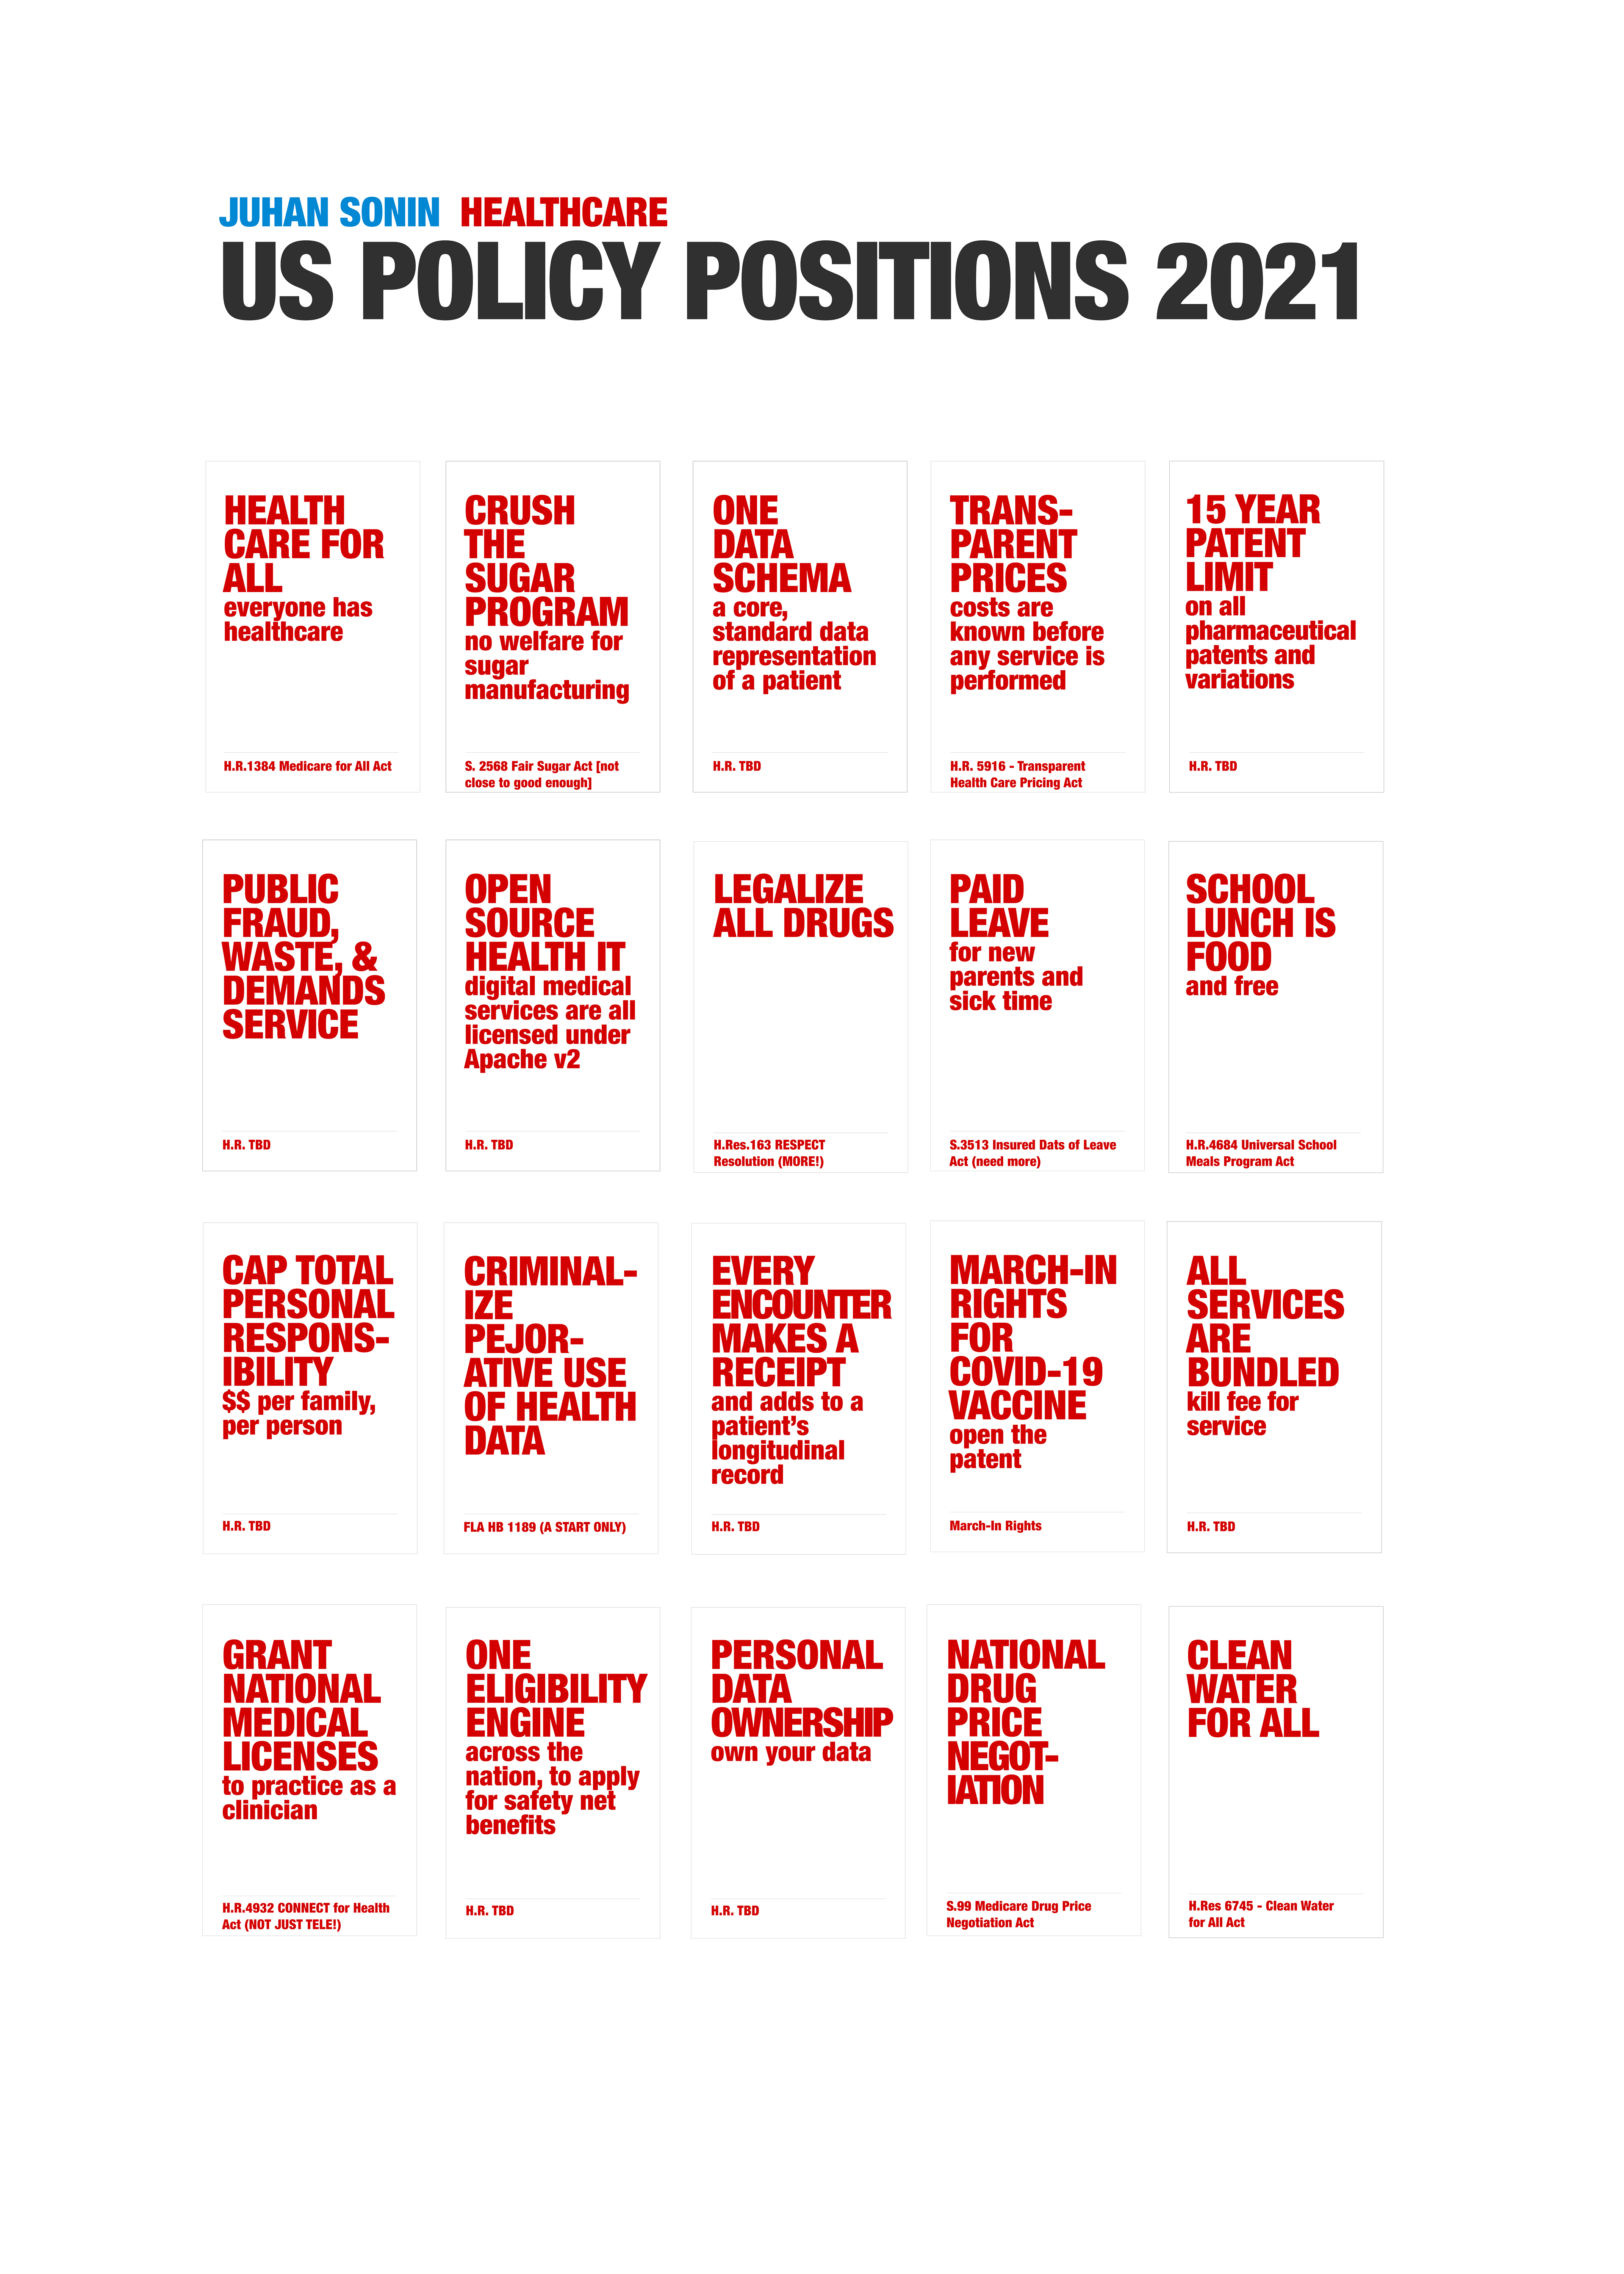 JUHAN SONIN HEALTHCARE
US POLICY POSITIONS 2021
HEALTH
CARE FOR
ALL
everyone has
healthcare
H.R.1384 Medicare for All Act
CRUSH
THE
SUGAR
PROGRAM
no welfare for
sugar
manufacturing
S. 2568 Fair Sugar Act [not
close to good enough]
ONE
DATA
SCHEMA
a core,
standard data
representation
of a patient
H.R. TBD
TRANS-
PARENT
PRICES
costs are
known before
any service is
performed
H.R. 5916 - Transparent
Health Care Pricing Act
15 YEAR
PATENT
LIMIT
on all
pharmaceutical
patents and
variations
H.R. TBD
PUBLIC
FRAUD,
WASTE, &
DEMANDS
SERVICE
H.R. TBD
OPEN
SOURCE
HEALTH IT
digital medical
services are all
licensed under
Apache v2
H.R. TBD
LEGALIZE
ALL DRUGS
H.Res.163 RESPECT
Resolution (MORE!)
PAID
LEAVE
for new
parents and
sick time
S.3513 Insured Dats of Leave
Act (need more)
SCHOOL
LUNCH IS
FOOD
and free
H.R.4684 Universal School
Meals Program Act
CAP TOTAL
PERSONAL
RESPONS-
IBILITY
$$ per family,
per person
H.R. TBD
CRIMINAL-
IZE
PEJOR-
ATIVE USE
OF HEALTH
DATA
FLA HB 1189 (A START ONLY)
EVERY
ENCOUNTER
MAKES A
RECEIPT
and adds to a
patient’s
longitudinal
record
H.R. TBD
MARCH-IN
RIGHTS
FOR
COVID-19
VACCINE
open the
patent
March-In Rights
ALL
SERVICES
ARE
BUNDLED
kill fee for
service
H.R. TBD
GRANT
NATIONAL
MEDICAL
LICENSES
to practice as a
clinician
H.R.4932 CONNECT for Health
Act (NOT JUST TELE!)
ONE
ELIGIBILITY
ENGINE
across the
nation, to apply
for safety net
benefits
H.R. TBD
PERSONAL
DATA
OWNERSHIP
own your data
H.R. TBD
NATIONAL
DRUG
PRICE
NEGOT-
IATION
S.99 Medicare Drug Price
Negotiation Act
CLEAN
WATER
FOR ALL
H.Res 6745 - Clean Water
for All Act